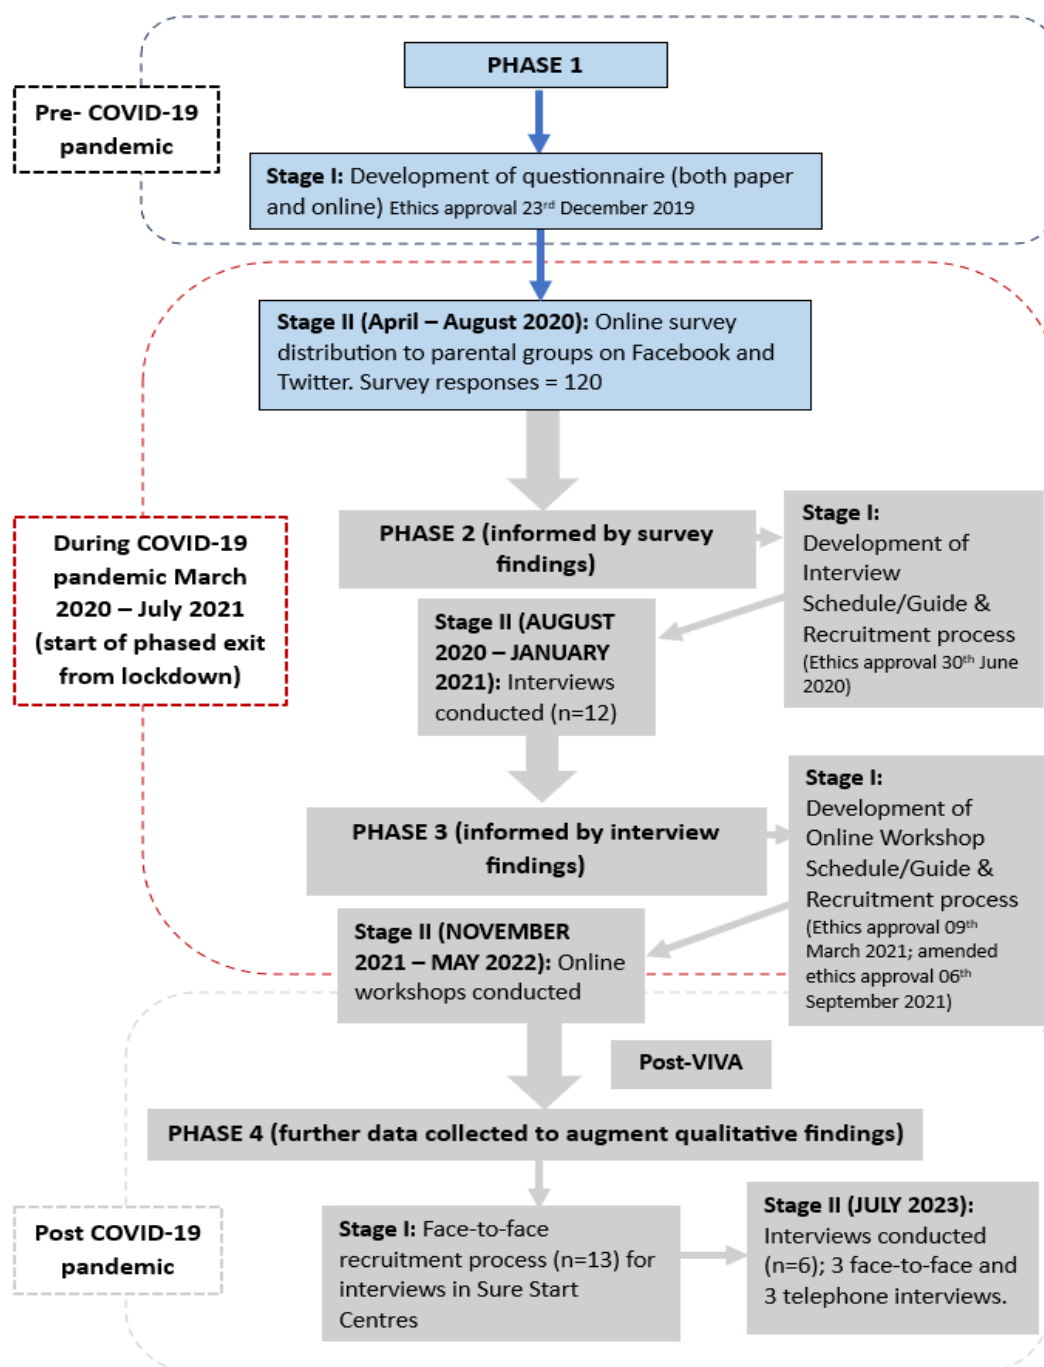 PHASE 1
Pre- COVID-19
pandemic
Stage I: Development of questionnaire (both paper
and online) Ethics approval 23rd December 2019
Stage II (April – August 2020): Online survey
distribution to parental groups on Facebook and
Twitter. Survey responses = 120
During COVID-19
pandemic March
2020 – July 2021
(start of phased exit
from lockdown)
PHASE 2 (informed by survey
findings)
Stage I:
Development of
Interview
Schedule/Guide &
Recruitment process
(Ethics approval 30th June
2020)
Stage II (AUGUST
2020 – JANUARY
2021): Interviews
conducted (n=12)
PHASE 3 (informed by interview
findings)
Stage I:
Development of
Online Workshop
Schedule/Guide &
Recruitment process
(Ethics approval 09th
March 2021; amended
ethics approval 06th
September 2021)
Stage II (NOVEMBER
2021 – MAY 2022): Online
workshops conducted
Post-VIVA
PHASE 4 (further data collected to augment qualitative findings)
Post COVID-19
pandemic
Stage I: Face-to-face
recruitment process (n=13) for
interviews in Sure Start
Centres
Stage II (JULY 2023):
Interviews conducted
(n=6); 3 face-to-face and
3 telephone interviews.